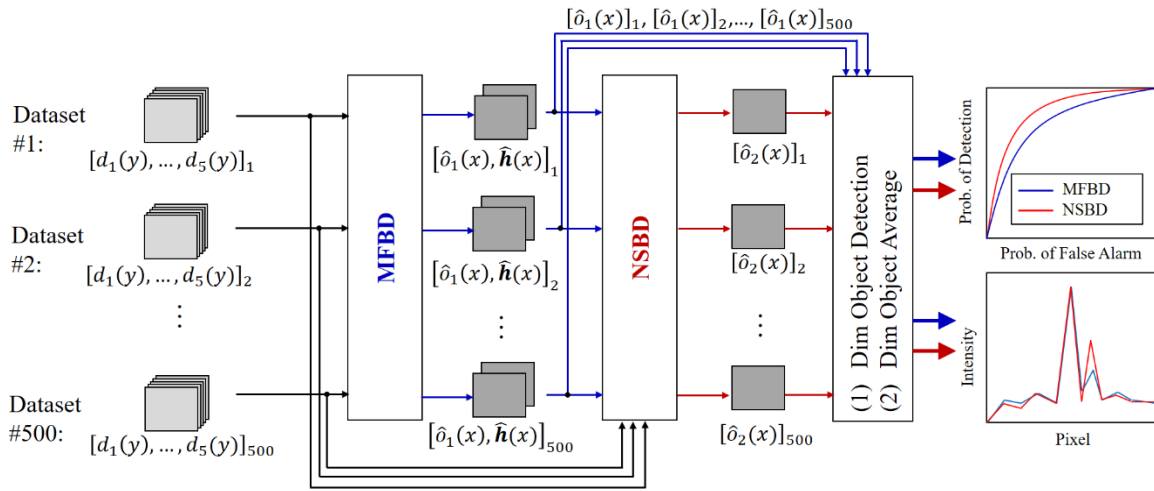 [ô₁(x)]₁, [ô₁(x)]₂,…, [ô₁(x)]₅₀₀
Dataset
#1:
[d₁(y), …, d₅(y)]₁
[ô₁(x), ĥ(x)]₁
[ô₂(x)]₁
Dataset
#2:
[d₁(y), …, d₅(y)]₂
[ô₁(x), ĥ(x)]₂
[ô₂(x)]₂
⋮
⋮
⋮
Dataset
#500:
[d₁(y), …, d₅(y)]₅₀₀
[ô₁(x), ĥ(x)]₅₀₀
[ô₂(x)]₅₀₀
MFBD
NSBD
(1) Dim Object Detection
(2) Dim Object Average
Prob. of Detection
MFBD
NSBD
Prob. of False Alarm
Intensity
Pixel